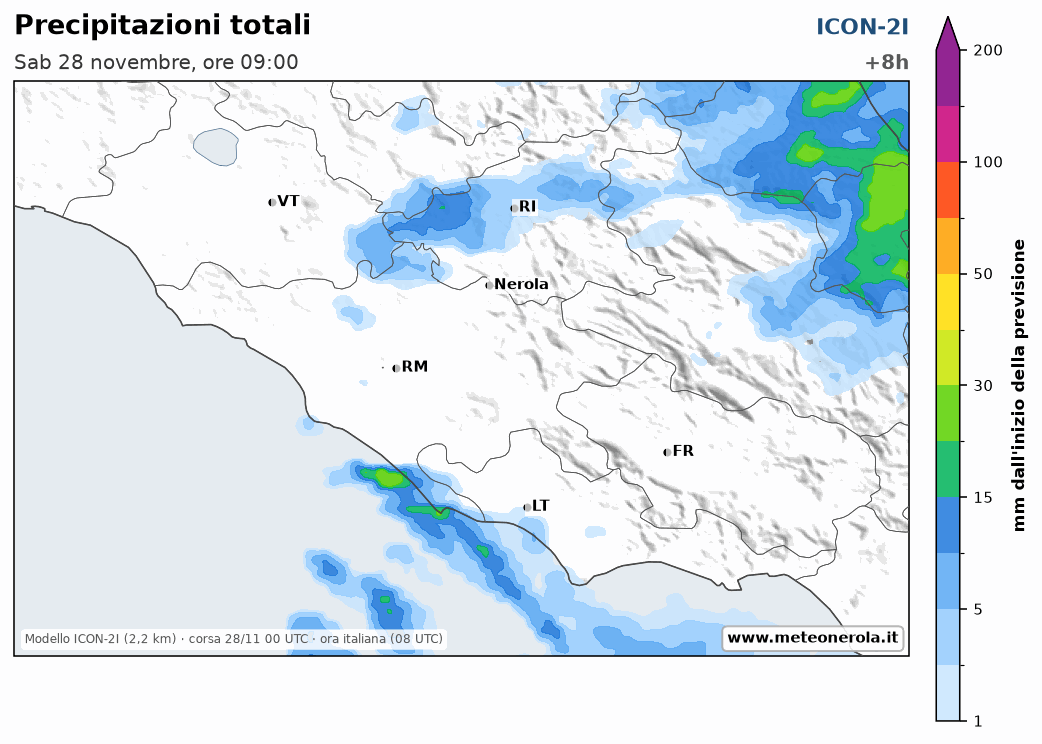 Precipitazioni totali
ICON-2I
Sab 28 novembre, ore 09:00
+8h
200
100
50
30
15
5
1
mm dall'inizio della previsione
VT
RI
Nerola
RM
FR
LT
Modello ICON-2I (2,2 km) · corsa 28/11 00 UTC · ora italiana (08 UTC)
www.meteonerola.it